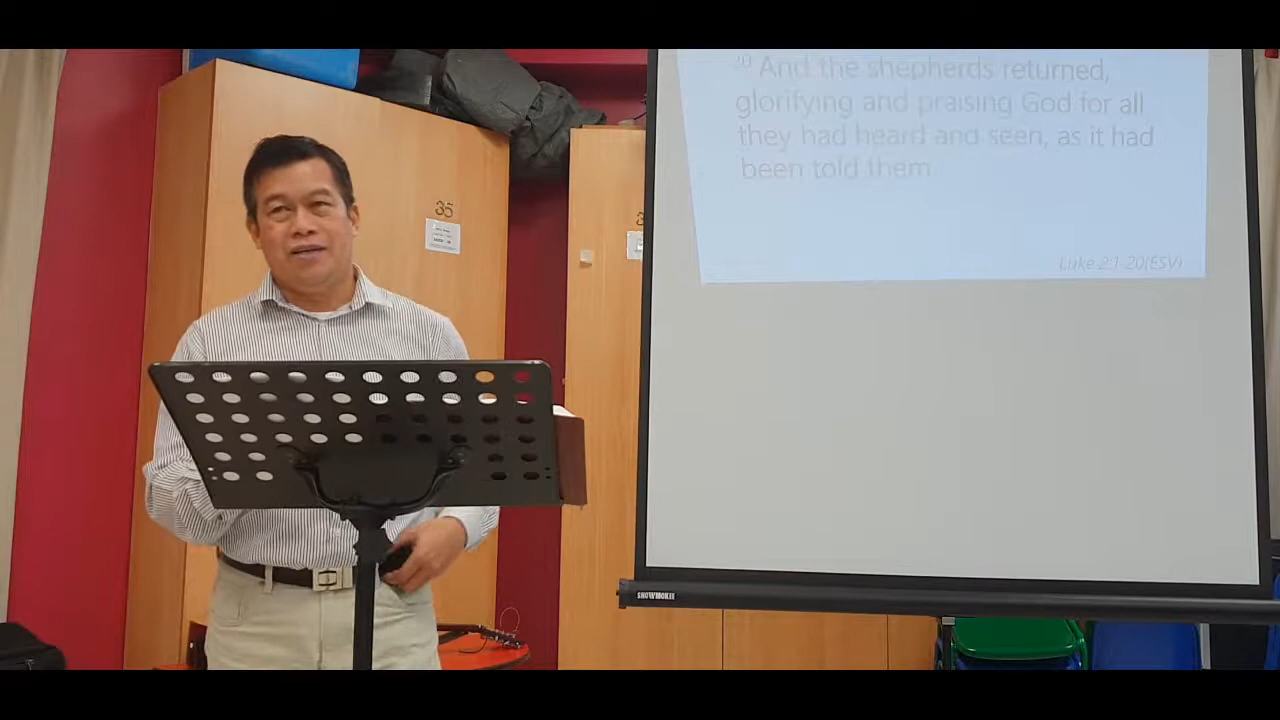 35
20 And the shepherds returned,
glorifying and praising God for all
they had heard and seen, as it had
been told them.
Luke 2:1-20(ESV)
SHOWMOKEE